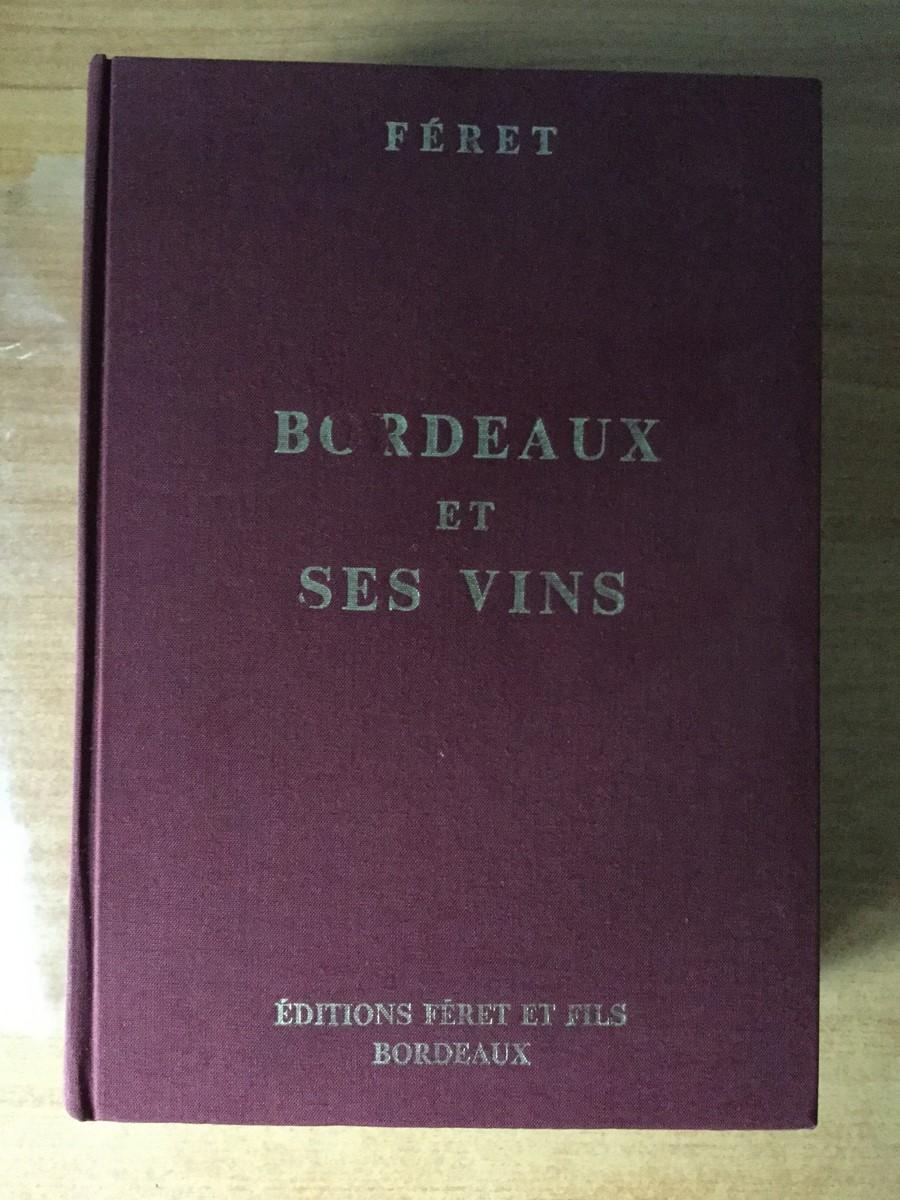 FÉRET
BORDEAUX
ET
SES VINS
ÉDITIONS FÉRET ET FILS
BORDEAUX